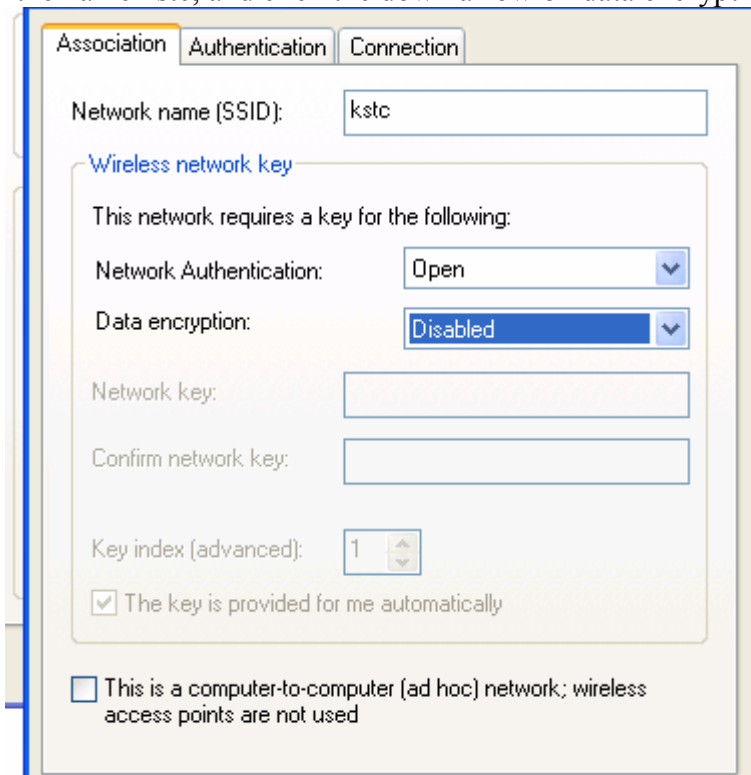 Association Authentication Connection
Network name (SSID): kstc
Wireless network key
This network requires a key for the following:
Network Authentication: Open
Data encryption: Disabled
Network key:
Confirm network key:
Key index (advanced): 1
The key is provided for me automatically
This is a computer-to-computer (ad hoc) network; wireless
access points are not used